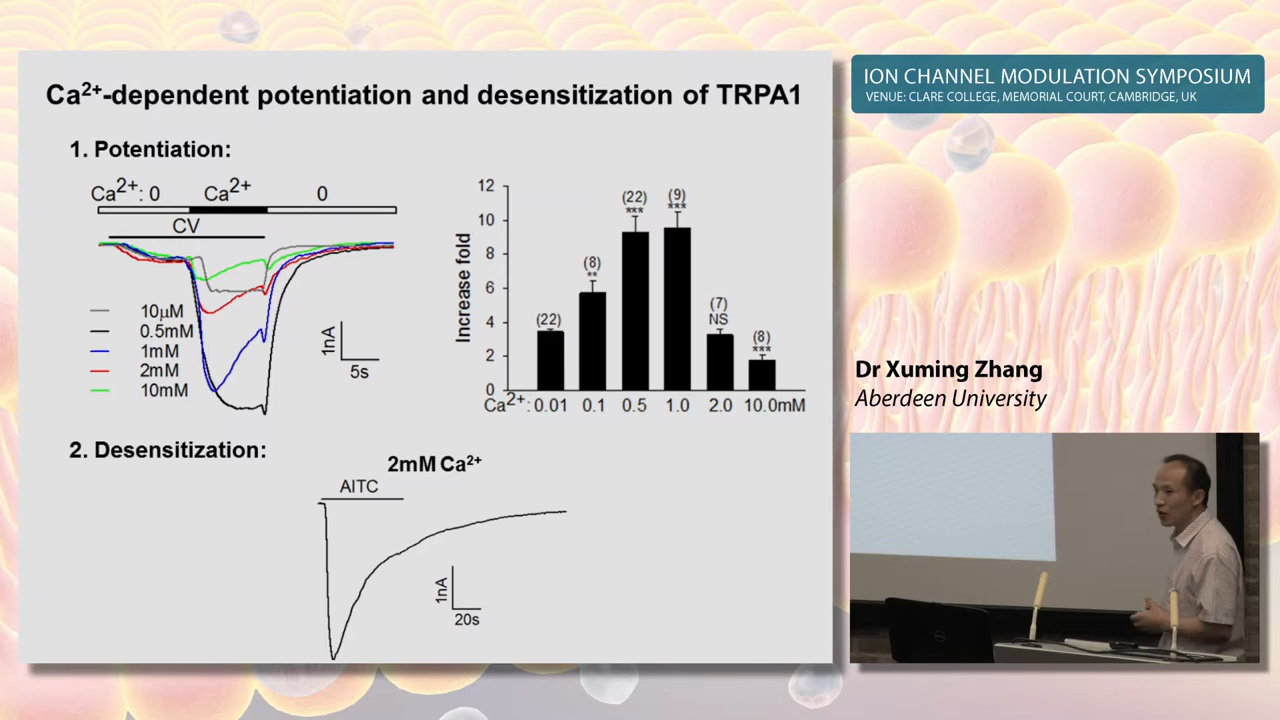 Ca²⁺-dependent potentiation and desensitization of TRPA1
1. Potentiation:
Ca²⁺: 0 Ca²⁺ 0
CV
10µM
0.5mM
1mM
2mM
10mM
1nA
5s
Increase fold
12
10
8
6
4
2
0
(22)
(8)
**
(22)
***
(9)
***
(7)
NS
(8)
***
Ca²⁺: 0.01 0.1 0.5 1.0 2.0 10.0mM
2. Desensitization:
2mM Ca²⁺
AITC
1nA
20s
ION CHANNEL MODULATION SYMPOSIUM
VENUE: CLARE COLLEGE, MEMORIAL COURT, CAMBRIDGE, UK
Dr Xuming Zhang
Aberdeen University